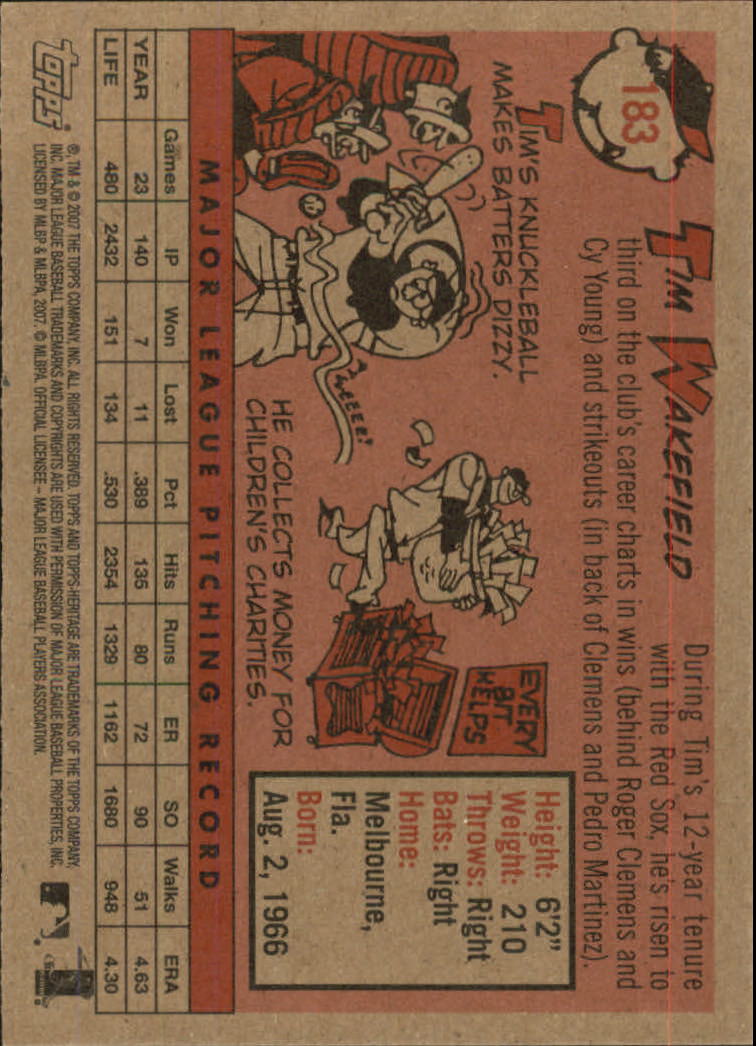 183
TIM WAKEFIELD
During Tim's 12-year tenure
with the Red Sox, he's risen to
third on the club's career charts in wins (behind Roger Clemens and
Cy Young) and strikeouts (in back of Clemens and Pedro Martinez).
TIM'S KNUCKLEBALL
MAKES BATTERS DIZZY.
WHEEEE!
EVERY
BIT
HELPS
HE COLLECTS MONEY FOR
CHILDREN'S CHARITIES.
Height: 6'2"
Weight: 210
Throws: Right
Bats: Right
Home:
Melbourne,
Fla.
Born:
Aug. 2, 1966
MAJOR LEAGUE PITCHING RECORD
Games IP Won Lost Pct Hits Runs ER SO Walks ERA
YEAR 23 140 7 11 .389 135 80 72 90 51 4.63
LIFE 480 2432 151 134 .530 2354 1329 1162 1680 948 4.30
topps
®, TM & © 2007 THE TOPPS COMPANY, INC. ALL RIGHTS RESERVED. TOPPS AND TOPPS-HERITAGE ARE TRADEMARKS OF THE TOPPS COMPANY,
INC. MAJOR LEAGUE BASEBALL TRADEMARKS AND COPYRIGHTS ARE USED WITH PERMISSION OF MAJOR LEAGUE BASEBALL PROPERTIES, INC.
LICENSED BY MLBP & MLBPA, 2007. © MLBPA. OFFICIAL LICENSEE – MAJOR LEAGUE BASEBALL PLAYERS ASSOCIATION.